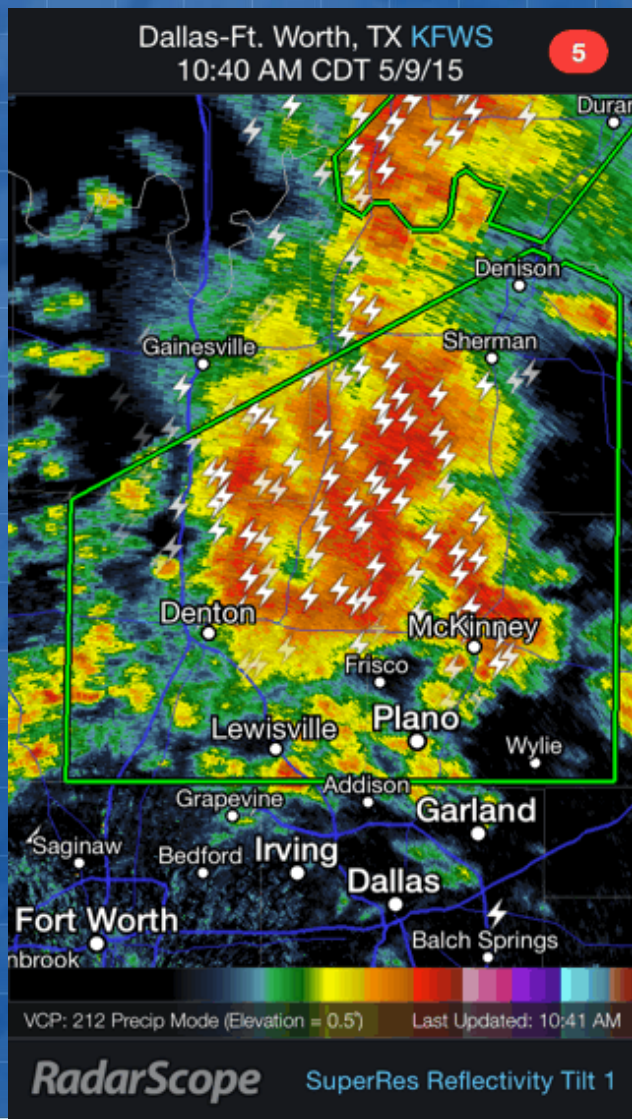 Dallas-Ft. Worth, TX KFWS
10:40 AM CDT 5/9/15
5
Duran
Denison
Gainesville
Sherman
Denton
McKinney
Frisco
Lewisville
Plano
Wylie
Grapevine
Addison
Garland
Saginaw
Bedford
Irving
Dallas
Fort Worth
Balch Springs
nbrook
VCP: 212 Precip Mode (Elevation = 0.5°)
Last Updated: 10:41 AM
RadarScope
SuperRes Reflectivity Tilt 1